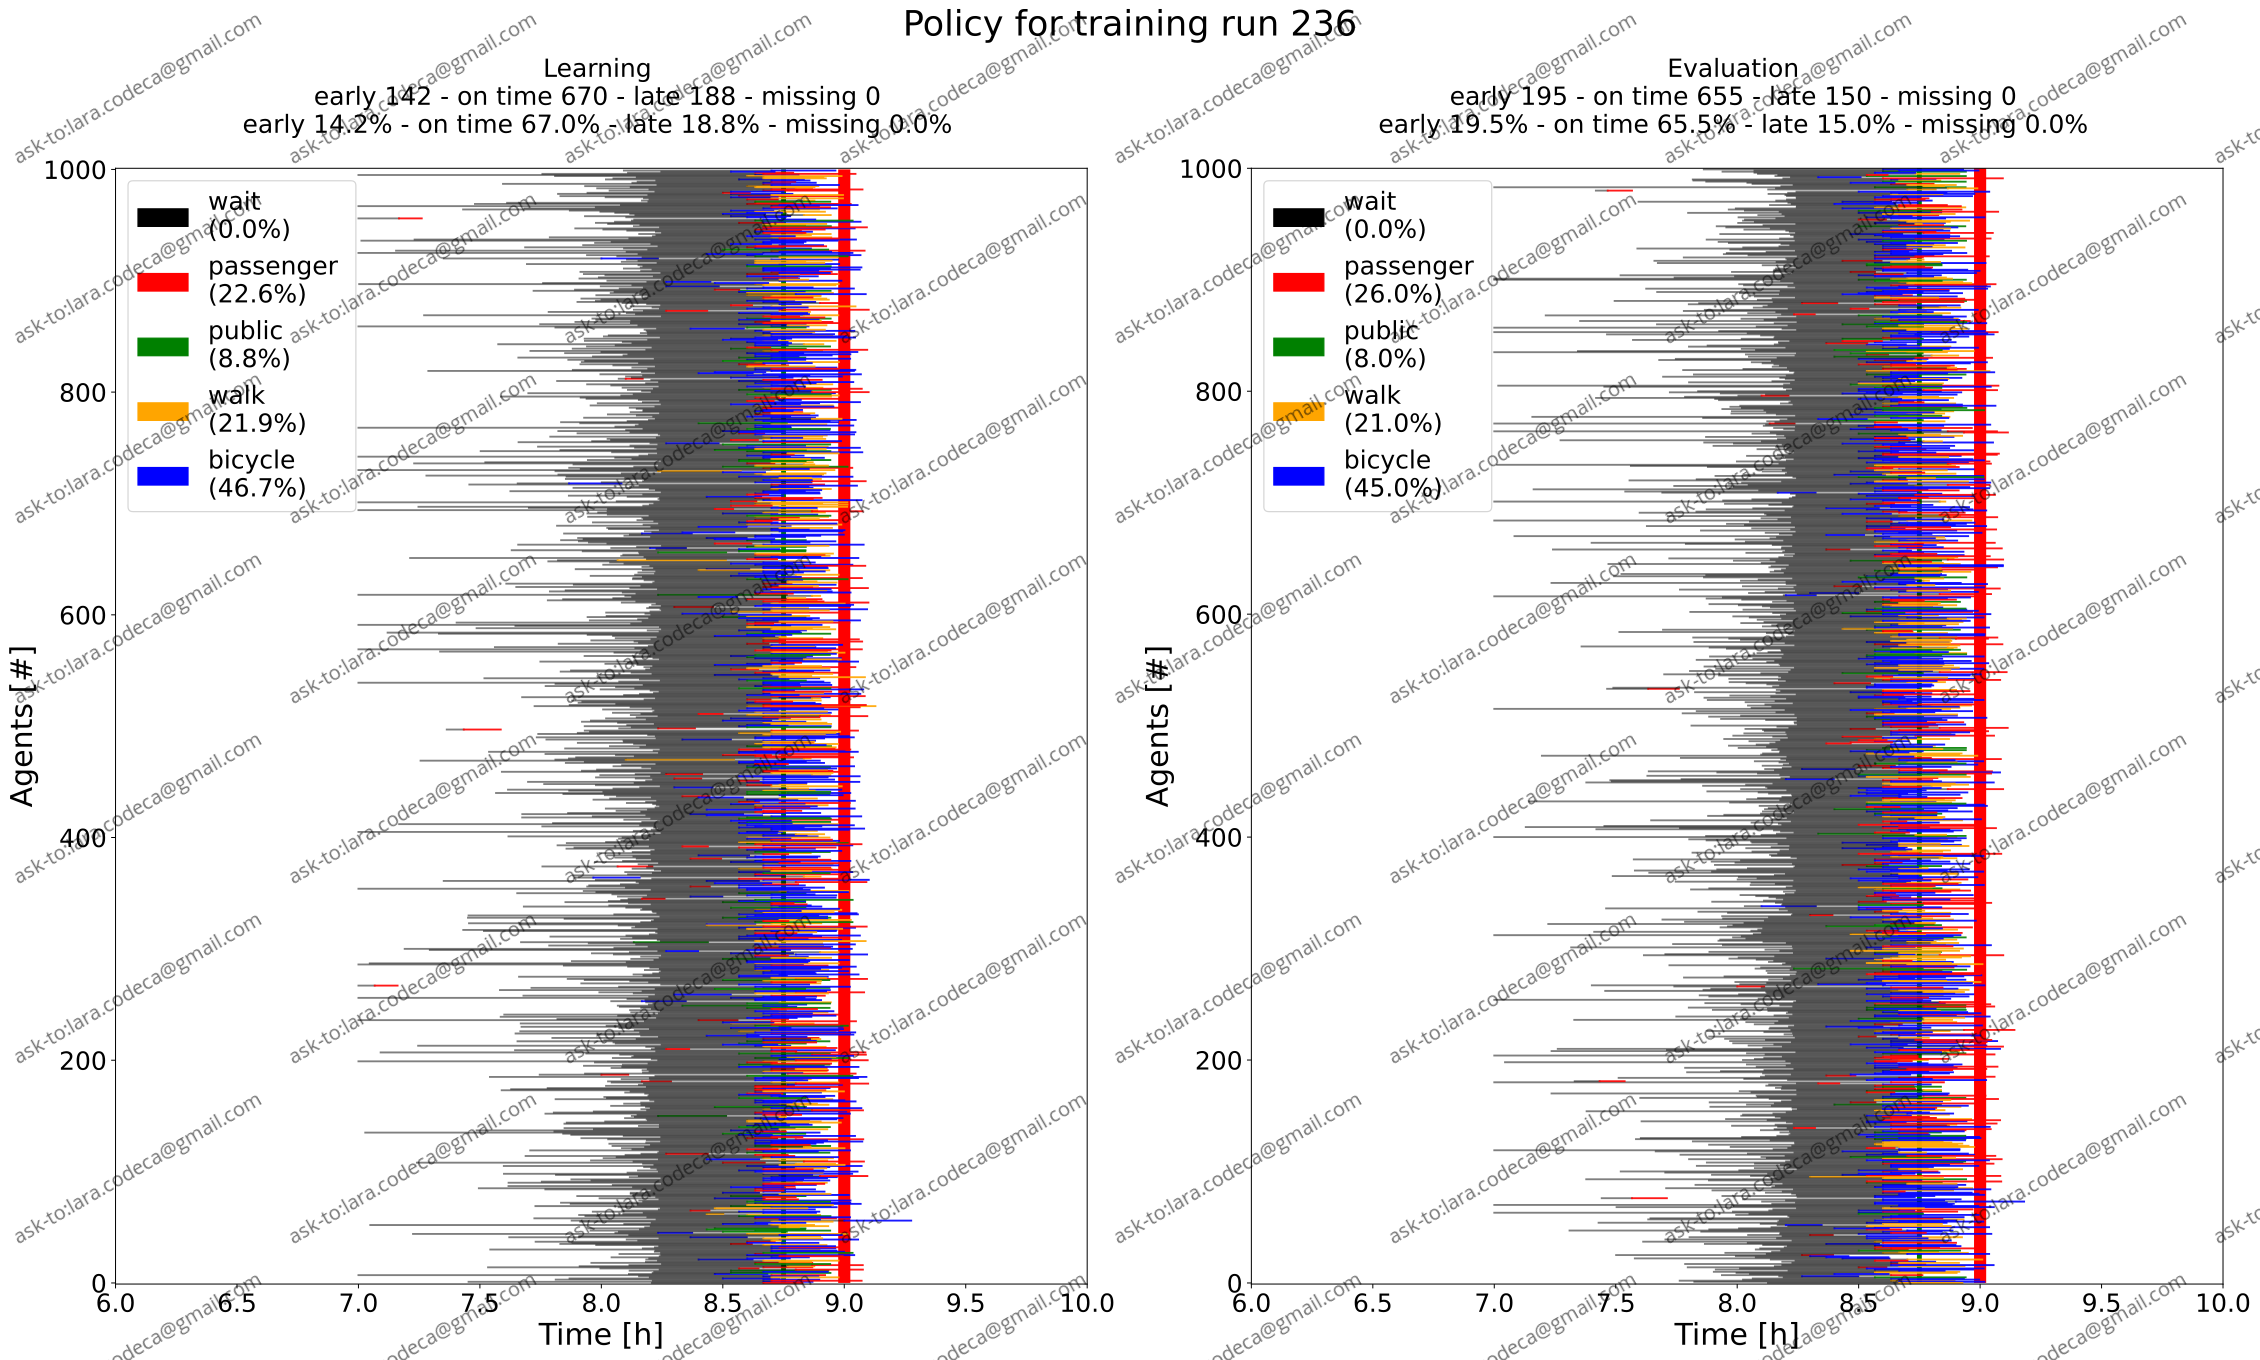 Policy for training run 236
Learning
early 142 - on time 670 - late 188 - missing 0
early 14.2% - on time 67.0% - late 18.8% - missing 0.0%
1000
800
600
400
200
0
Agents [#]
wait
(0.0%)
passenger
(22.6%)
public
(8.8%)
walk
(21.9%)
bicycle
(46.7%)
6.0 6.5 7.0 7.5 8.0 8.5 9.0 9.5 10.0
Time [h]
Evaluation
early 195 - on time 655 - late 150 - missing 0
early 19.5% - on time 65.5% - late 15.0% - missing 0.0%
1000
800
600
400
200
0
Agents [#]
wait
(0.0%)
passenger
(26.0%)
public
(8.0%)
walk
(21.0%)
bicycle
(45.0%)
6.0 6.5 7.0 7.5 8.0 8.5 9.0 9.5 10.0
Time [h]
ask-to:lara.codeca@gmail.com